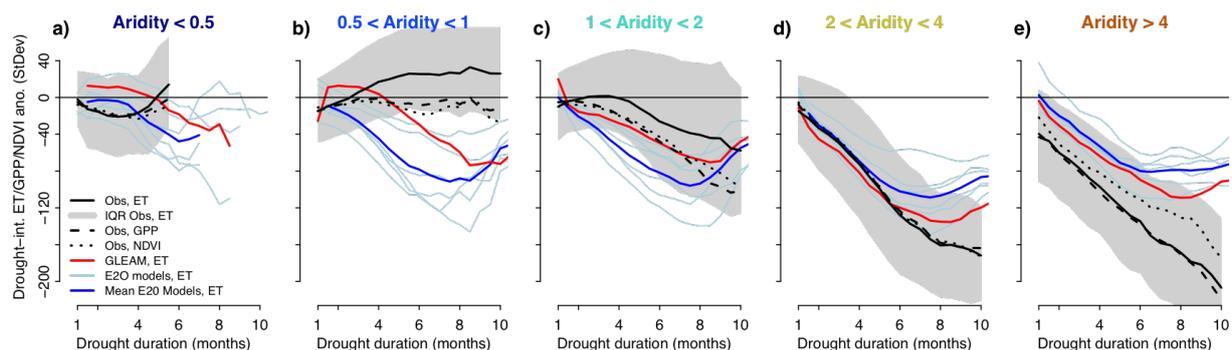 a) Aridity < 0.5
b) 0.5 < Aridity < 1
c) 1 < Aridity < 2
d) 2 < Aridity < 4
e) Aridity > 4
Drought–int. ET/GPP/NDVI ano. (StDev)
40
0
−40
−120
−200
Obs, ET
IQR Obs, ET
Obs, GPP
Obs, NDVI
GLEAM, ET
E2O models, ET
Mean E20 Models, ET
1 4 6 8 10
1 4 6 8 10
1 4 6 8 10
1 4 6 8 10
1 4 6 8 10
Drought duration (months)
Drought duration (months)
Drought duration (months)
Drought duration (months)
Drought duration (months)